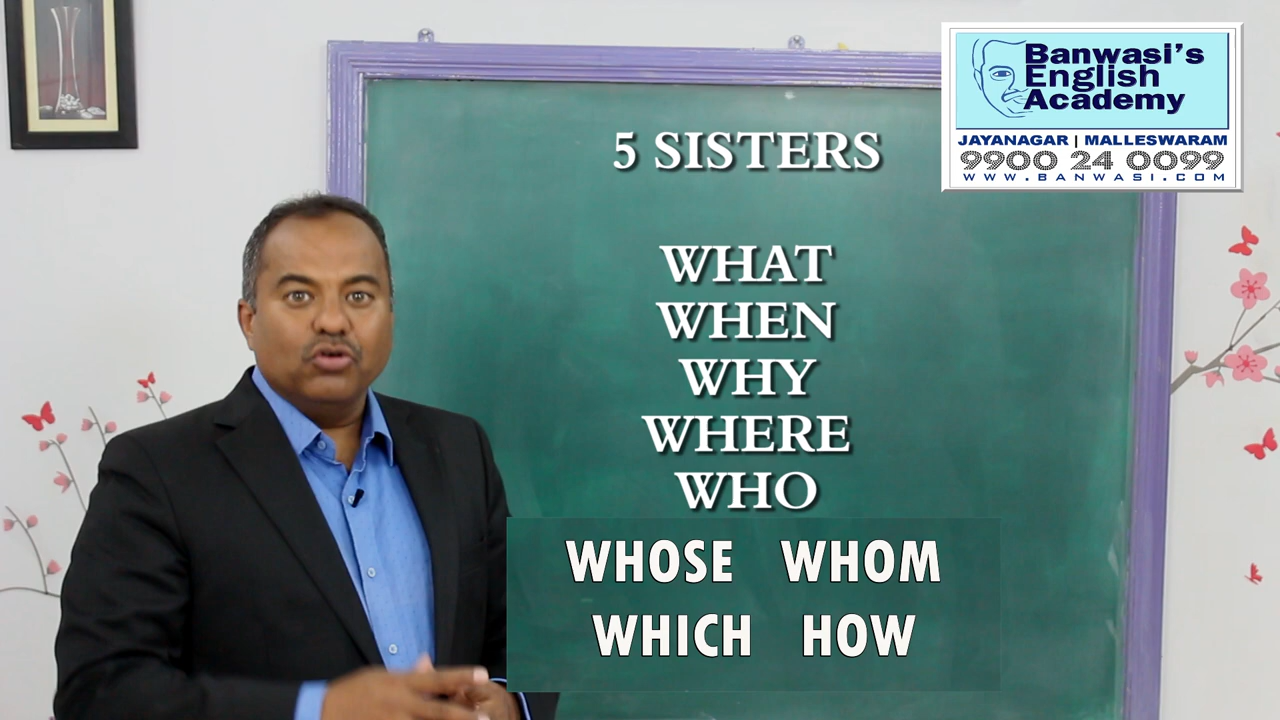 Banwasi's
English
Academy
JAYANAGAR | MALLESWARAM
9900 24 0099
WWW.BANWASI.COM
5 SISTERS
WHAT
WHEN
WHY
WHERE
WHO
WHOSE WHOM
WHICH HOW